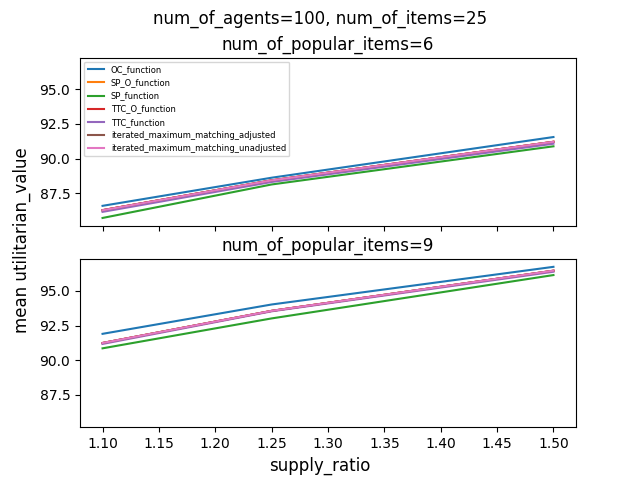 num_of_agents=100, num_of_items=25
num_of_popular_items=6
95.0
92.5
90.0
87.5
OC_function
SP_O_function
SP_function
TTC_O_function
TTC_function
iterated_maximum_matching_adjusted
iterated_maximum_matching_unadjusted
mean utilitarian_value
num_of_popular_items=9
95.0
92.5
90.0
87.5
1.10 1.15 1.20 1.25 1.30 1.35 1.40 1.45 1.50
supply_ratio